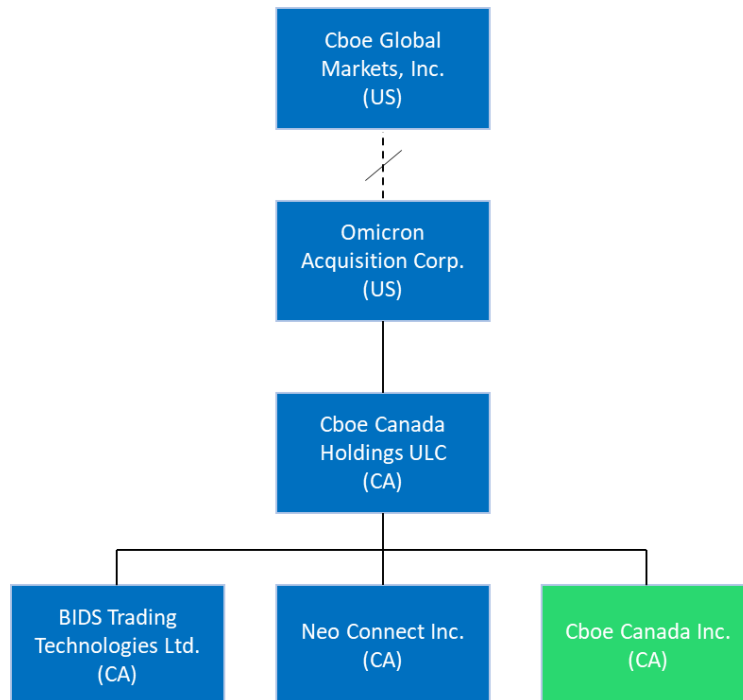 Cboe Global
Markets, Inc.
(US)
Omicron
Acquisition Corp.
(US)
Cboe Canada
Holdings ULC
(CA)
BIDS Trading
Technologies Ltd.
(CA)
Neo Connect Inc.
(CA)
Cboe Canada Inc.
(CA)